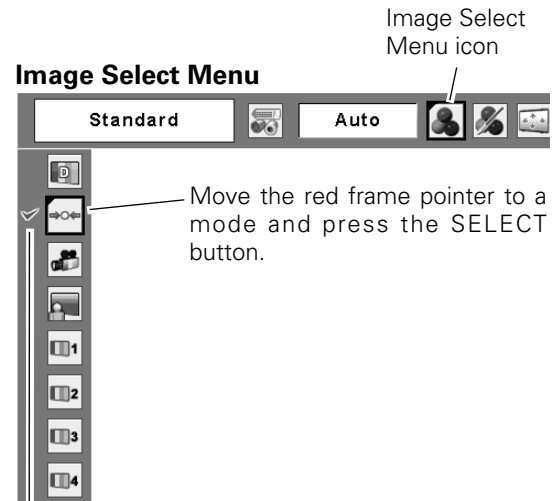 Image Select
Menu icon
Image Select Menu
Standard
Auto
D
Move the red frame pointer to a
mode and press the SELECT
button.
1
2
3
4